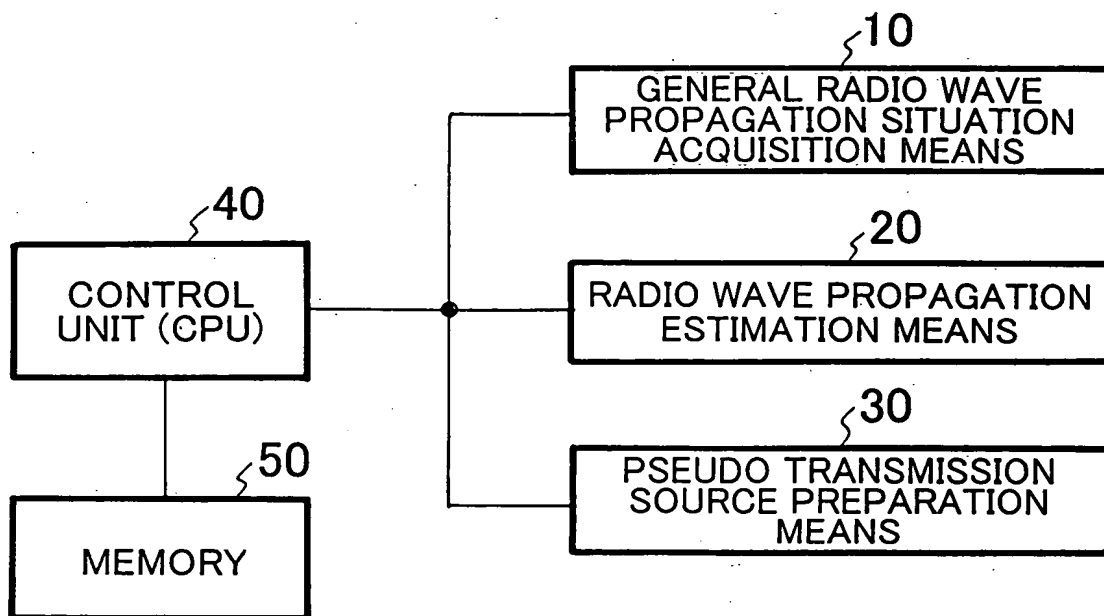 10
GENERAL RADIO WAVE
PROPAGATION SITUATION
ACQUISITION MEANS
40
CONTROL
UNIT (CPU)
20
RADIO WAVE PROPAGATION
ESTIMATION MEANS
30
PSEUDO TRANSMISSION
SOURCE PREPARATION
MEANS
50
MEMORY